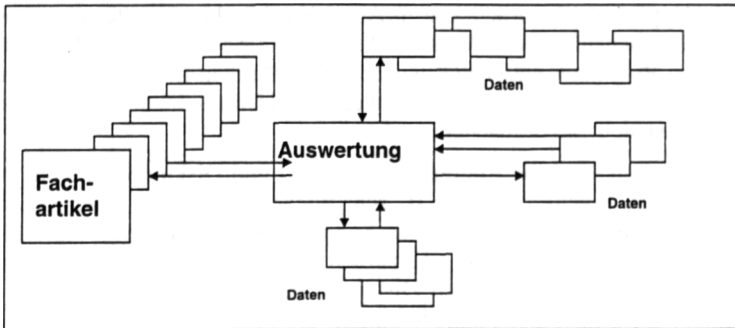 Daten
Auswertung
Fach-
artikel
Daten
Daten